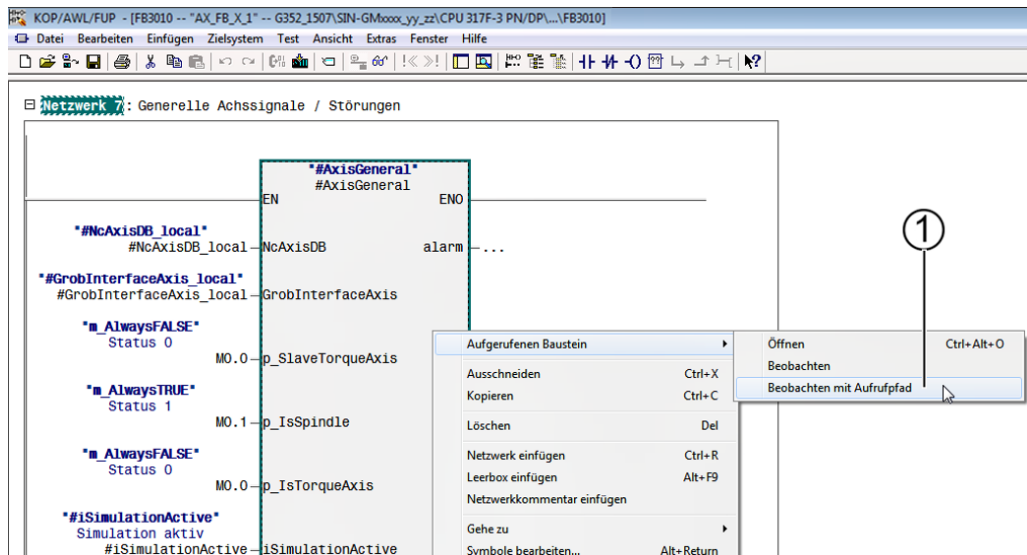 KOP/AWL/FUP - [FB3010 -- "AX_FB_X_1" -- G352_1507\SIN-GMxxxx_yy_zz\CPU 317F-3 PN/DP\...\FB3010]
Datei Bearbeiten Einfügen Zielsystem Test Ansicht Extras Fenster Hilfe
Netzwerk 7: Generelle Achssignale / Störungen
"#AxisGeneral"
#AxisGeneral
EN ENO
"#NcAxisDB_local"
#NcAxisDB_local NcAxisDB alarm ...
"#GrobInterfaceAxis_local"
#GrobInterfaceAxis_local GrobInterfaceAxis
"m_AlwaysFALSE"
Status 0
M0.0 p_SlaveTorqueAxis
"m_AlwaysTRUE"
Status 1
M0.1 p_IsSpindle
"m_AlwaysFALSE"
Status 0
M0.0 p_IsTorqueAxis
"#iSimulationActive"
Simulation aktiv
#iSimulationActive iSimulationActive
Aufgerufenen Baustein
Ausschneiden Ctrl+X
Kopieren Ctrl+C
Löschen Del
Netzwerk einfügen Ctrl+R
Leerbox einfügen Alt+F9
Netzwerkkommentar einfügen
Gehe zu
Symbole bearbeiten... Alt+Return
Öffnen Ctrl+Alt+O
Beobachten
Beobachten mit Aufrufpfad
1